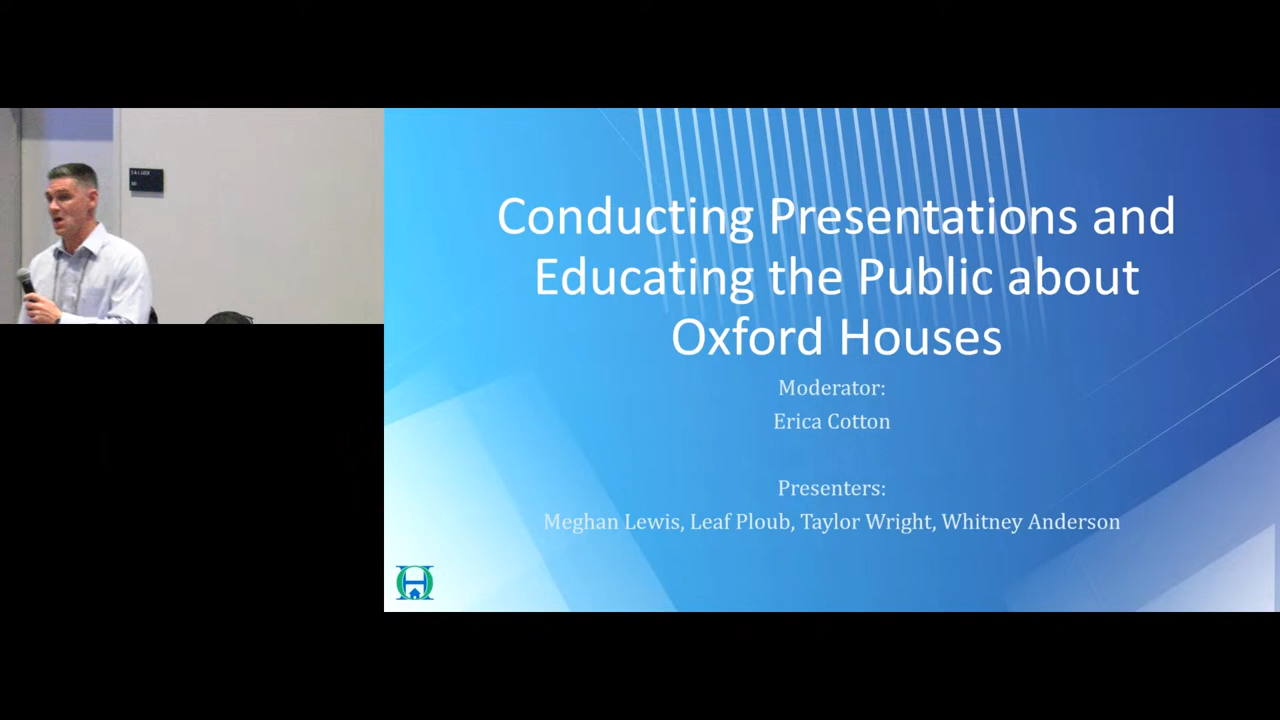 Conducting Presentations and
Educating the Public about
Oxford Houses
Moderator:
Erica Cotton
Presenters:
Meghan Lewis, Leaf Ploub, Taylor Wright, Whitney Anderson